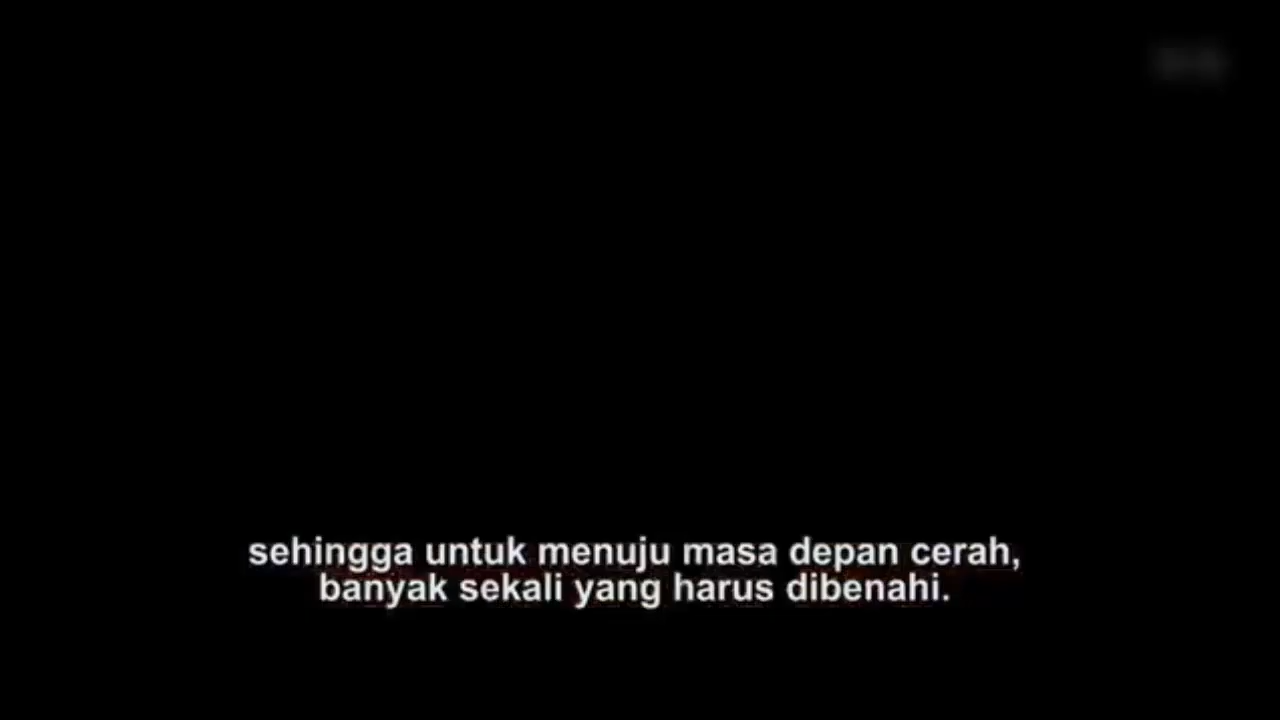 sehingga untuk menuju masa depan cerah,
banyak sekali yang harus dibenahi.